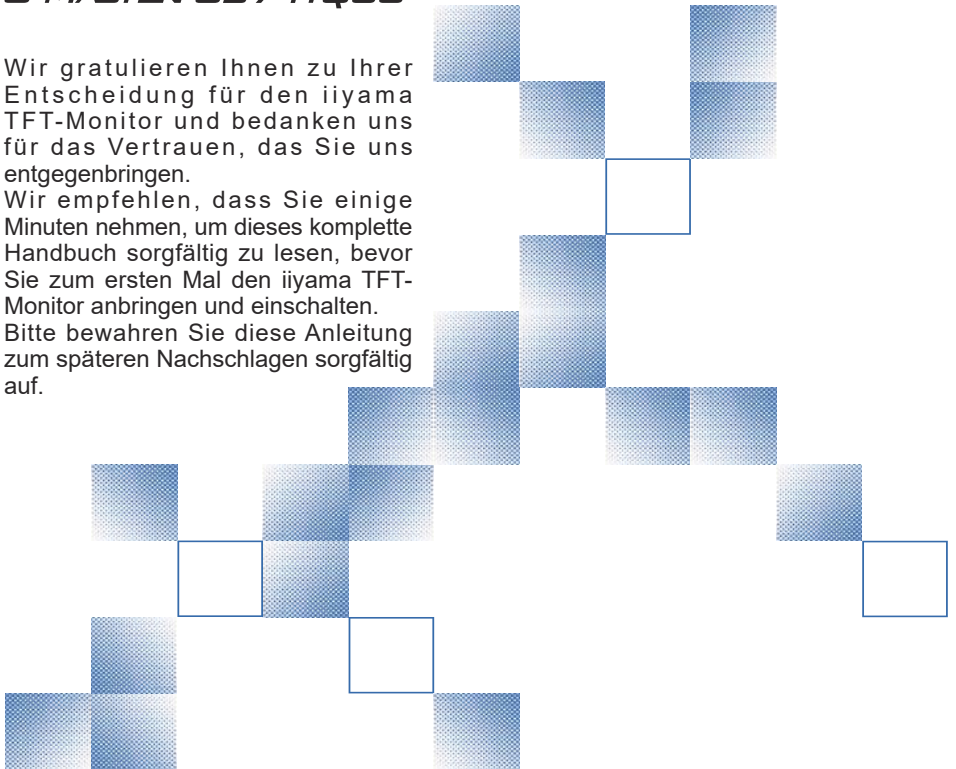 Wir gratulieren Ihnen zu Ihrer
Entscheidung für den iiyama
TFT-Monitor und bedanken uns
für das Vertrauen, das Sie uns
entgegenbringen.
Wir empfehlen, dass Sie einige
Minuten nehmen, um dieses komplette
Handbuch sorgfältig zu lesen, bevor
Sie zum ersten Mal den iiyama TFT-
Monitor anbringen und einschalten.
Bitte bewahren Sie diese Anleitung
zum späteren Nachschlagen sorgfältig
auf.